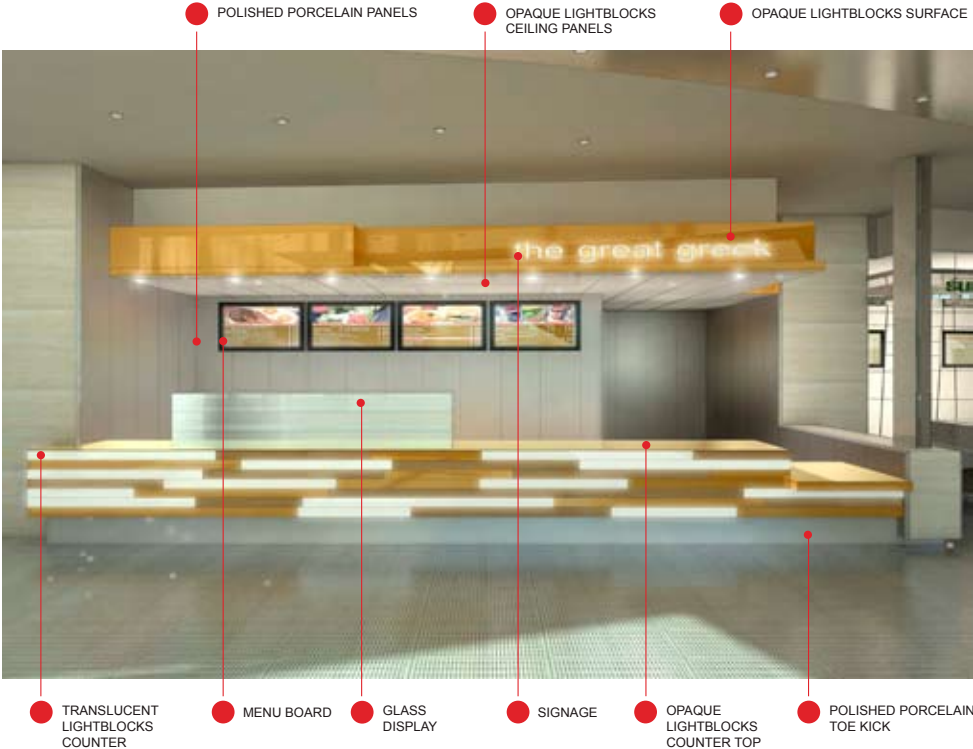 POLISHED PORCELAIN PANELS
OPAQUE LIGHTBLOCKS
CEILING PANELS
OPAQUE LIGHTBLOCKS SURFACE
the great greek
TRANSLUCENT
LIGHTBLOCKS
COUNTER
MENU BOARD
GLASS
DISPLAY
SIGNAGE
OPAQUE
LIGHTBLOCKS
COUNTER TOP
POLISHED PORCELAIN
TOE KICK